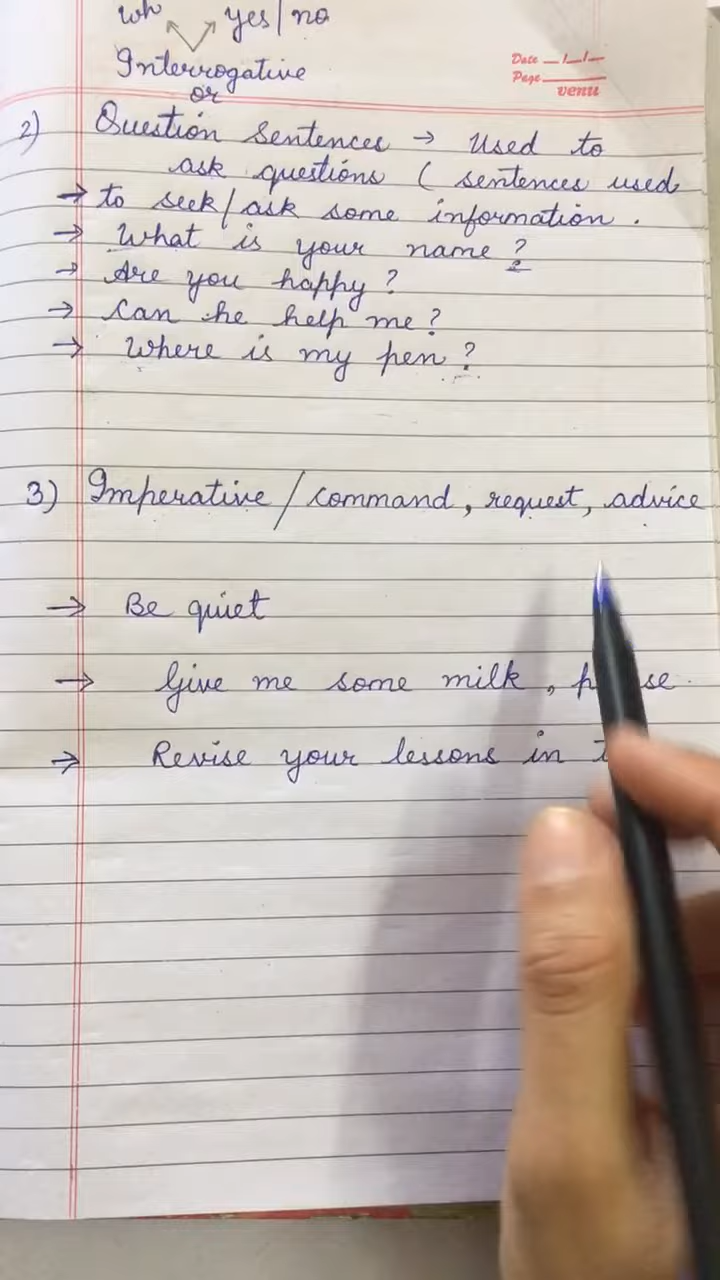 wh yes/no
Interrogative
or
Date
Page
venu
2) Question Sentences → Used to
ask questions ( sentences used
→ to seek/ask some information.
→ What is your name?
→ Are you happy?
→ Can he help me?
→ Where is my pen?
3) Imperative / command, request, advice
→ Be quiet
→ Give me some milk,
→ Revise your lessons in